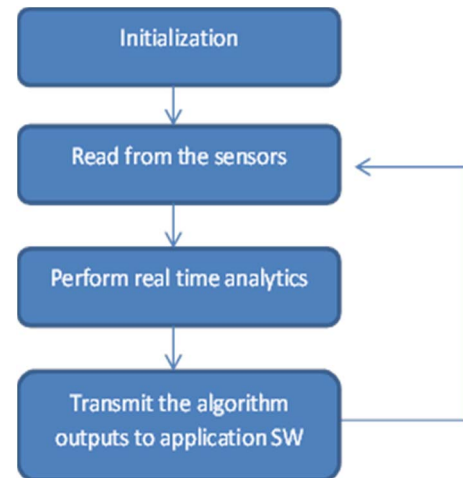 Initialization
Read from the sensors
Perform real time analytics
Transmit the algorithm
outputs to application SW